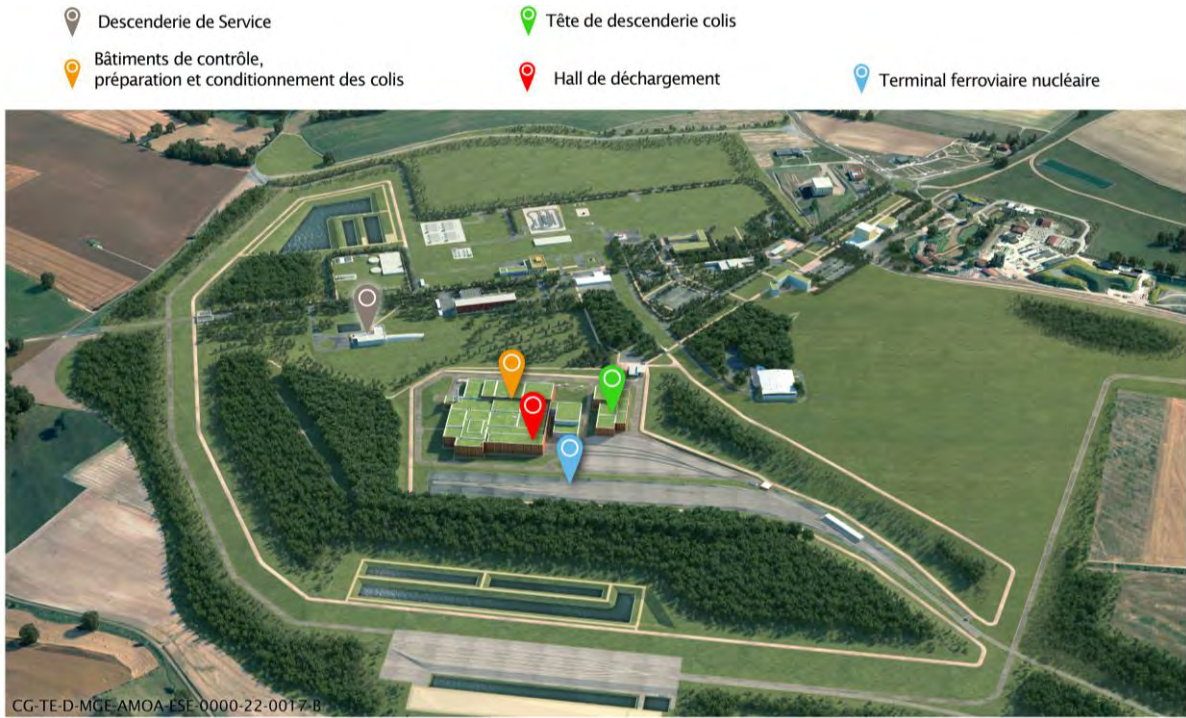 Descenderie de Service
Tête de descenderie colis
Bâtiments de contrôle,
préparation et conditionnement des colis
Hall de déchargement
Terminal ferroviaire nucléaire
CG-TE-D-MGE-AMOA-ESE-0000-22-0017-B